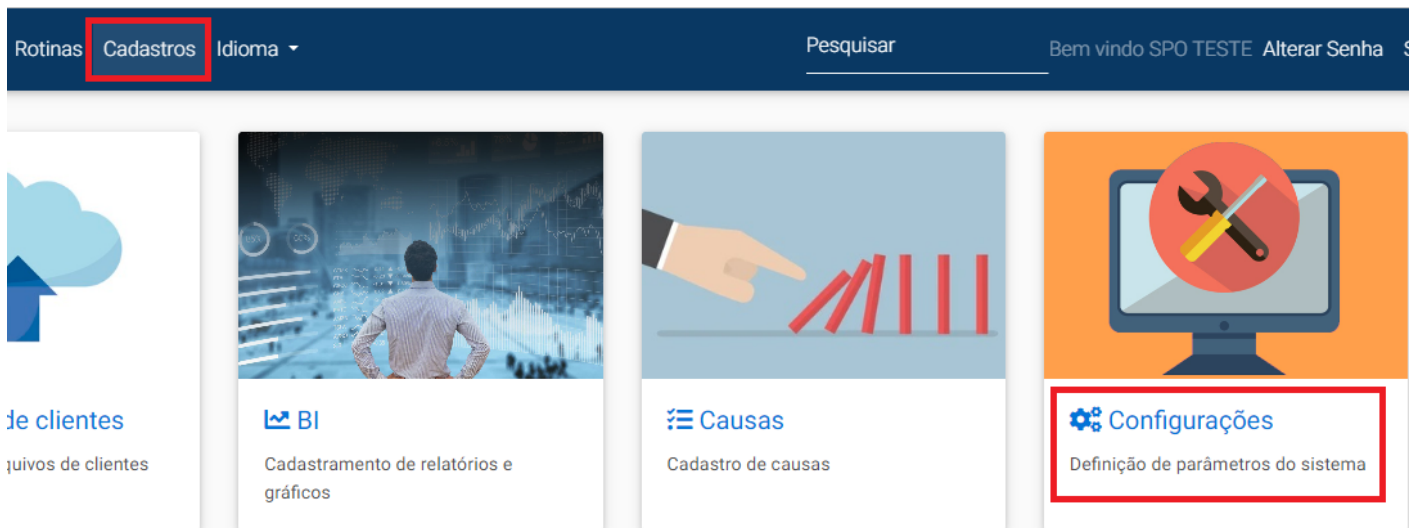 Rotinas Cadastros Idioma
Pesquisar
Bem vindo SPO TESTE Alterar Senha S
de clientes
quivos de clientes
BI
Cadastramento de relatórios e
gráficos
Causas
Cadastro de causas
Configurações
Definição de parâmetros do sistema